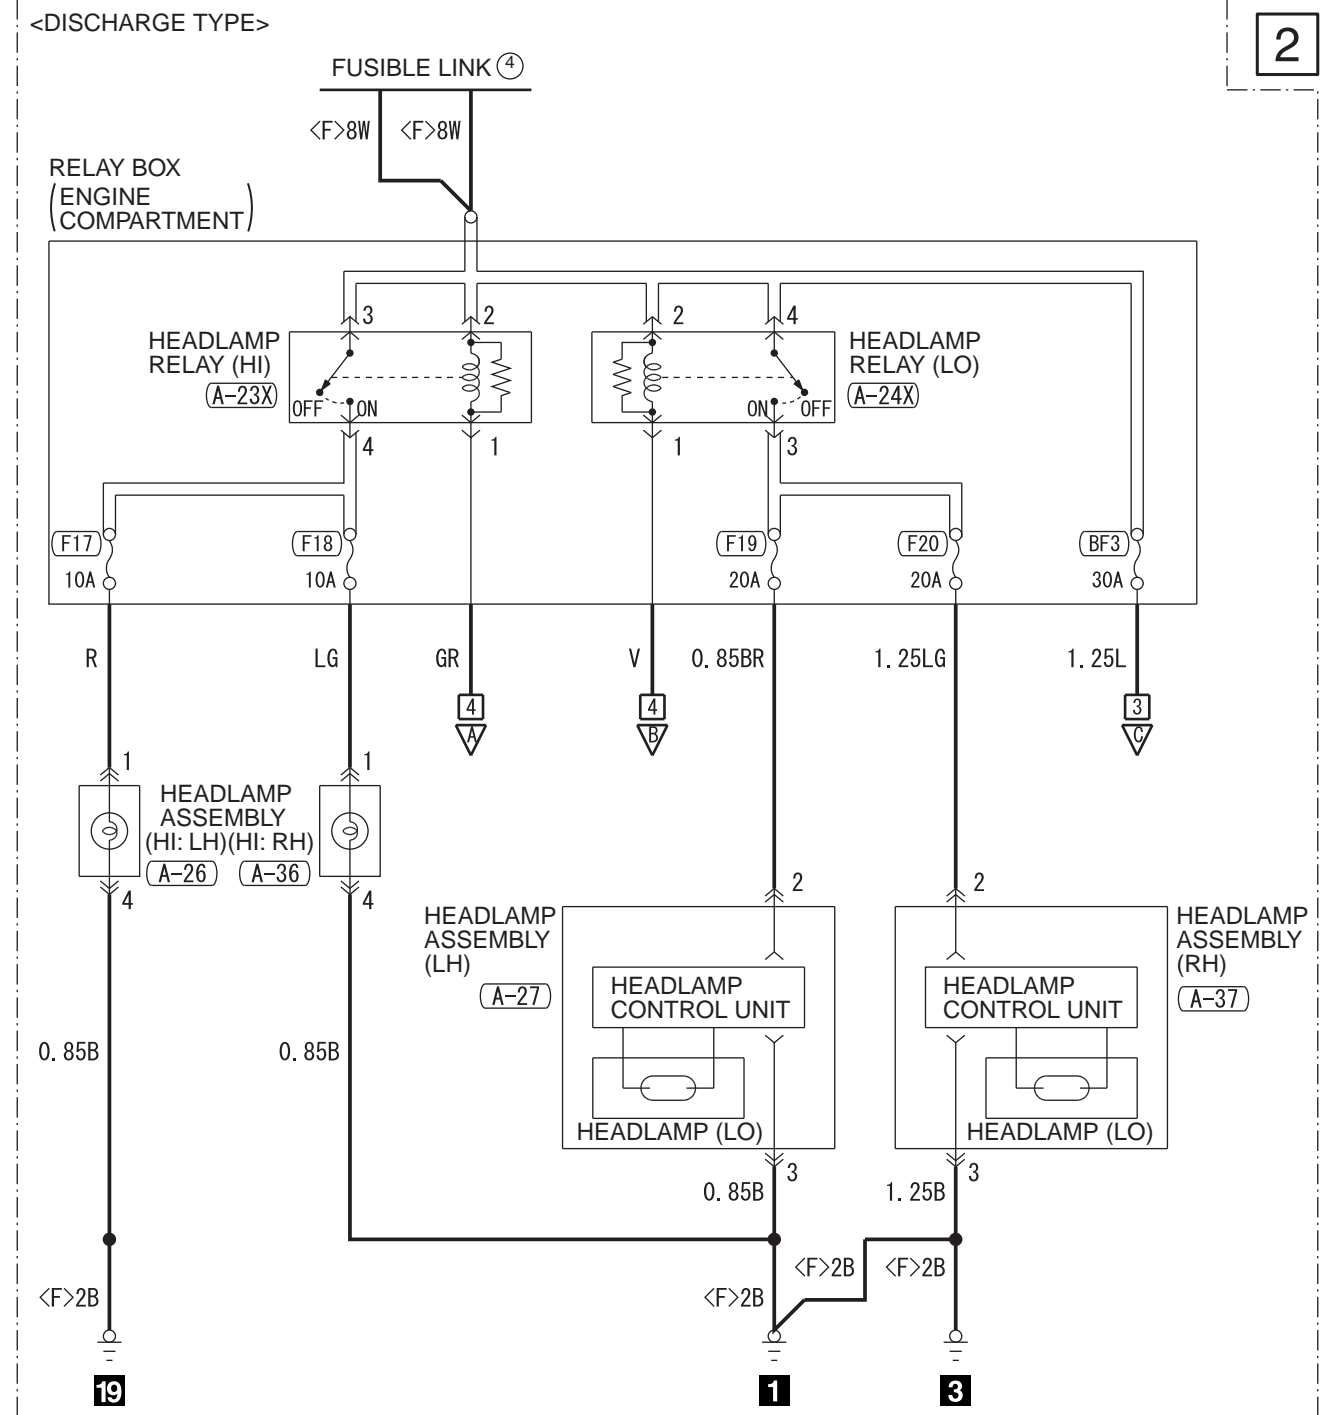 <DISCHARGE TYPE>
2
FUSIBLE LINK ④
<F>8W <F>8W
RELAY BOX
(ENGINE
COMPARTMENT)
3 2 2 4
HEADLAMP
RELAY (HI)
A-23X
OFF ON
HEADLAMP
RELAY (LO)
A-24X
ON OFF
4 1 1 3
F17 F18 F19 F20 BF3
10A 10A 20A 20A 30A
R LG GR V 0.85BR 1.25LG 1.25L
4 4 3
A B C
1 1
HEADLAMP
ASSEMBLY
(HI: LH)(HI: RH)
A-26 A-36
4 4
2 2
HEADLAMP
ASSEMBLY
(LH)
A-27
HEADLAMP
CONTROL UNIT
HEADLAMP
CONTROL UNIT
HEADLAMP
ASSEMBLY
(RH)
A-37
0.85B 0.85B
HEADLAMP (LO) HEADLAMP (LO)
3 3
0.85B 1.25B
<F>2B <F>2B
<F>2B <F>2B
19 1 3